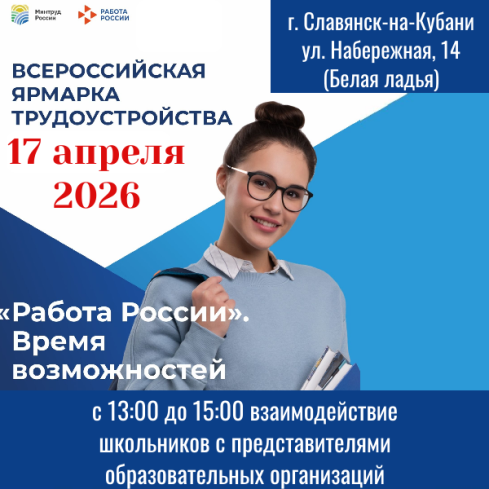 Минтруд
России
РАБОТА
РОССИИ
г. Славянск-на-Кубани
ул. Набережная, 14
(Белая ладья)
ВСЕРОССИЙСКАЯ
ЯРМАРКА
ТРУДОУСТРОЙСТВА
17 апреля
2026
«Работа России».
Время
возможностей
с 13:00 до 15:00 взаимодействие
школьников с представителями
образовательных организаций